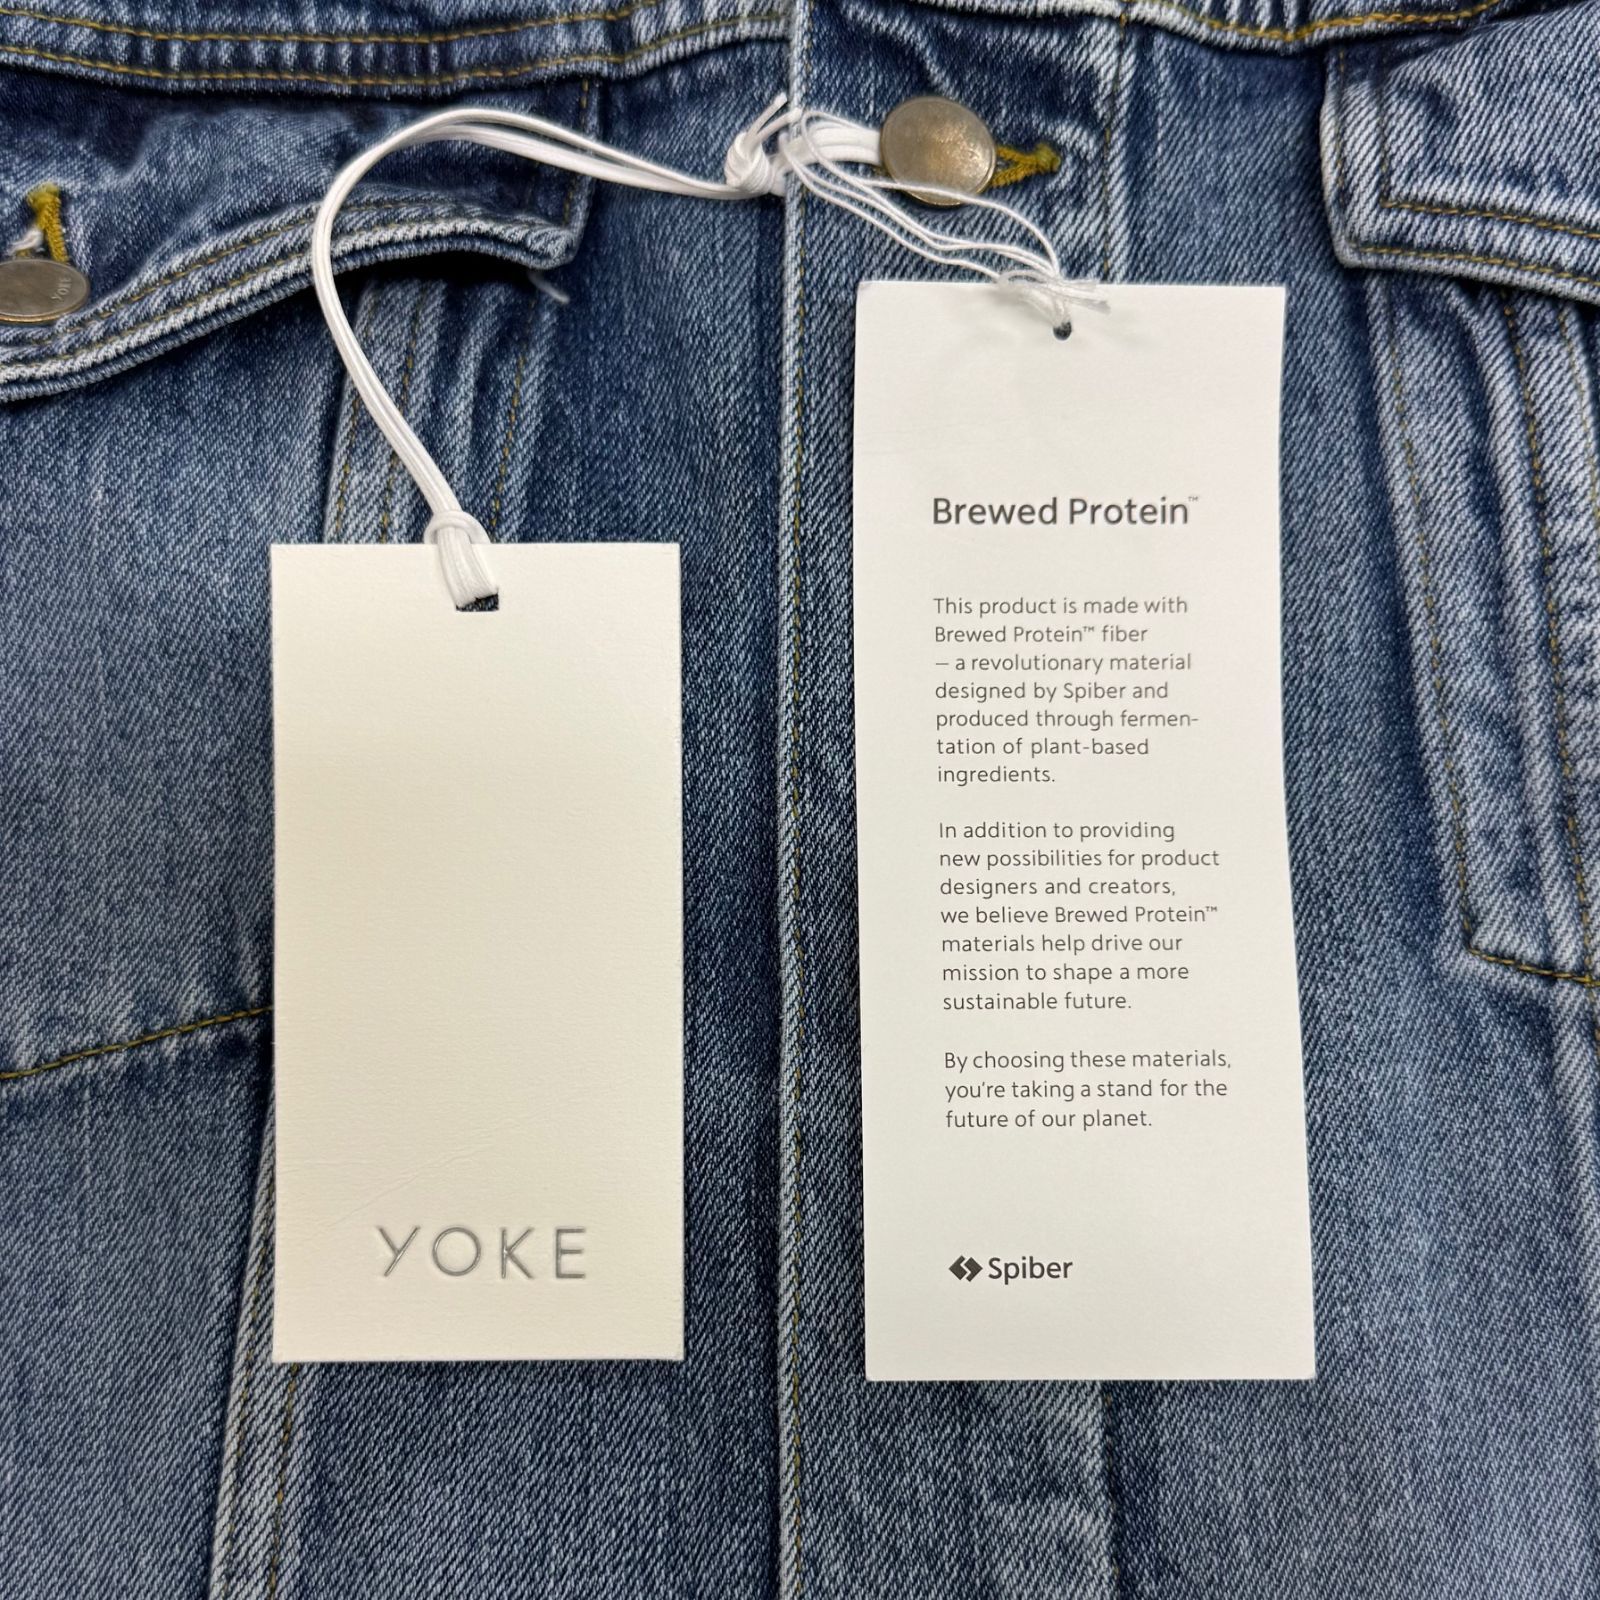 YOKE
Brewed Protein™
This product is made with
Brewed Protein™ fiber
– a revolutionary material
designed by Spiber and
produced through fermen-
tation of plant-based
ingredients.
In addition to providing
new possibilities for product
designers and creators,
we believe Brewed Protein™
materials help drive our
mission to shape a more
sustainable future.
By choosing these materials,
you're taking a stand for the
future of our planet.
Spiber
YOKE